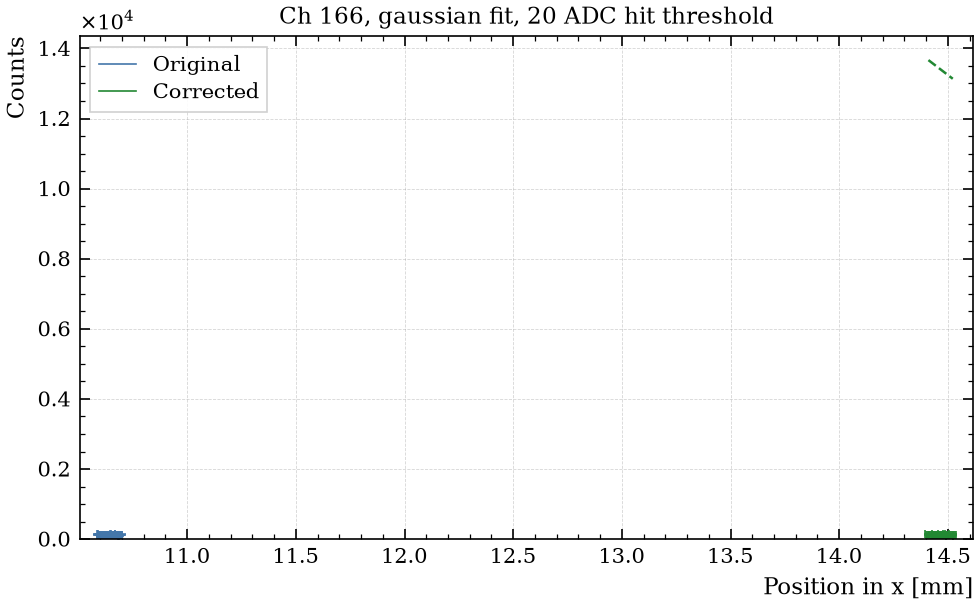 Ch 166, gaussian fit, 20 ADC hit threshold
×10⁴
Counts
Original
Corrected
1.4
1.2
1.0
0.8
0.6
0.4
0.2
0.0
11.0 11.5 12.0 12.5 13.0 13.5 14.0 14.5
Position in x [mm]